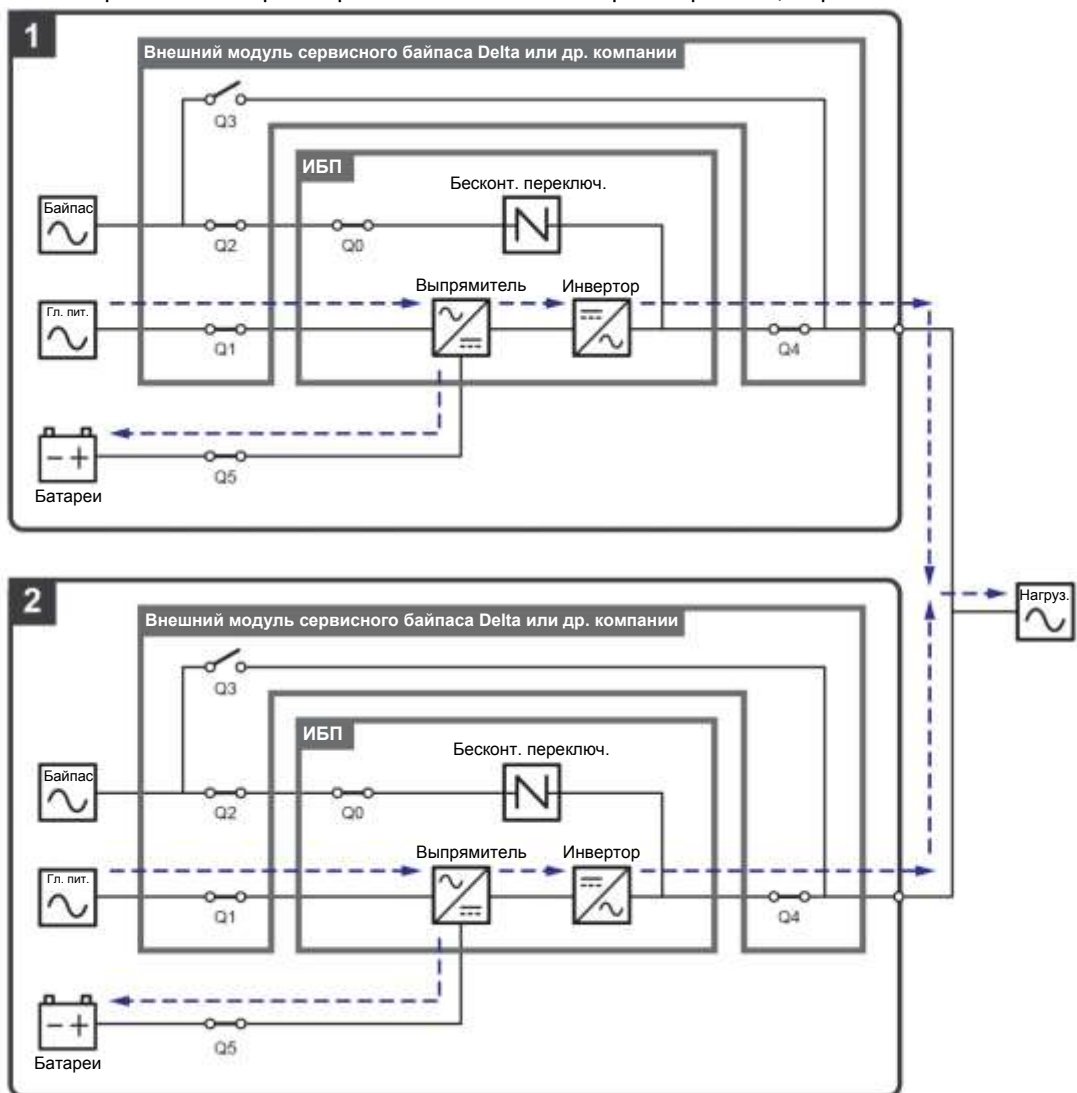 1
Внешний модуль сервисного байпаса Delta или др. компании
Q3
ИБП
Бесконт. переключ.
Байпас
Q2
Q0
Выпрямитель
Инвертор
Гл. пит.
Q1
Q4
Q5
Батареи
2
Внешний модуль сервисного байпаса Delta или др. компании
Нагруз.
Q3
ИБП
Бесконт. переключ.
Байпас
Q2
Q0
Выпрямитель
Инвертор
Гл. пит.
Q1
Q4
Q5
Батареи